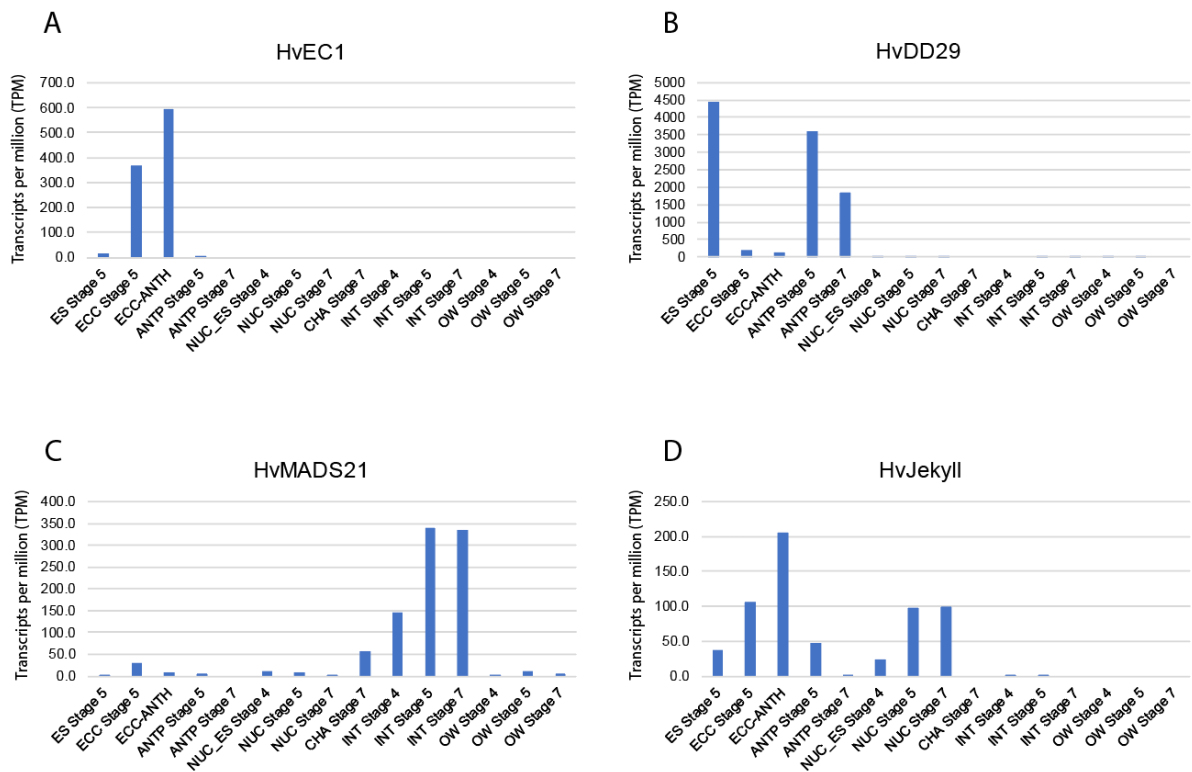 A
HvEC1
Transcripts per million (TPM)
700.0
600.0
500.0
400.0
300.0
200.0
100.0
0.0
ES Stage 5
ECC Stage 5
ECC-ANTH
ANTP Stage 5
ANTP Stage 7
NUC_ES Stage 4
NUC Stage 5
NUC Stage 7
CHA Stage 7
INT Stage 4
INT Stage 5
INT Stage 7
OW Stage 4
OW Stage 5
OW Stage 7
B
HvDD29
Transcripts per million (TPM)
5000
4500
4000
3500
3000
2500
2000
1500
1000
500
0
ES Stage 5
ECC Stage 5
ECC-ANTH
ANTP Stage 5
ANTP Stage 7
NUC_ES Stage 4
NUC Stage 5
NUC Stage 7
CHA Stage 7
INT Stage 4
INT Stage 5
INT Stage 7
OW Stage 4
OW Stage 5
OW Stage 7
C
HvMADS21
Transcripts per million (TPM)
400.0
350.0
300.0
250.0
200.0
150.0
100.0
50.0
0.0
ES Stage 5
ECC Stage 5
ECC-ANTH
ANTP Stage 5
ANTP Stage 7
NUC_ES Stage 4
NUC Stage 5
NUC Stage 7
CHA Stage 7
INT Stage 4
INT Stage 5
INT Stage 7
OW Stage 4
OW Stage 5
OW Stage 7
D
HvJekyll
Transcripts per million (TPM)
250.0
200.0
150.0
100.0
50.0
0.0
ES Stage 5
ECC Stage 5
ECC-ANTH
ANTP Stage 5
ANTP Stage 7
NUC_ES Stage 4
NUC Stage 5
NUC Stage 7
CHA Stage 7
INT Stage 4
INT Stage 5
INT Stage 7
OW Stage 4
OW Stage 5
OW Stage 7